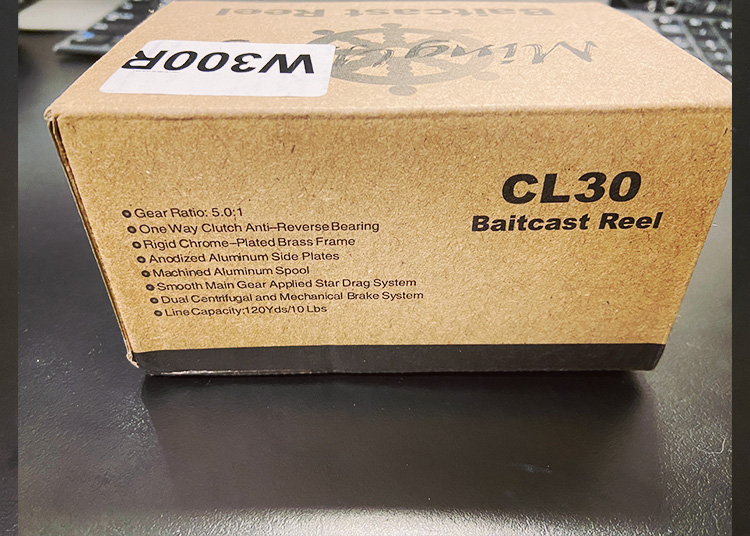 Baitcast Reel
W300R
CL30
Baitcast Reel
Gear Ratio: 5.0:1
One Way Clutch Anti-Reverse Bearing
Rigid Chrome-Plated Brass Frame
Anodized Aluminum Side Plates
Machined Aluminum Spool
Smooth Main Gear Applied Star Drag System
Dual Centrifugal and Mechanical Brake System
Line Capacity:120Yds/10 Lbs